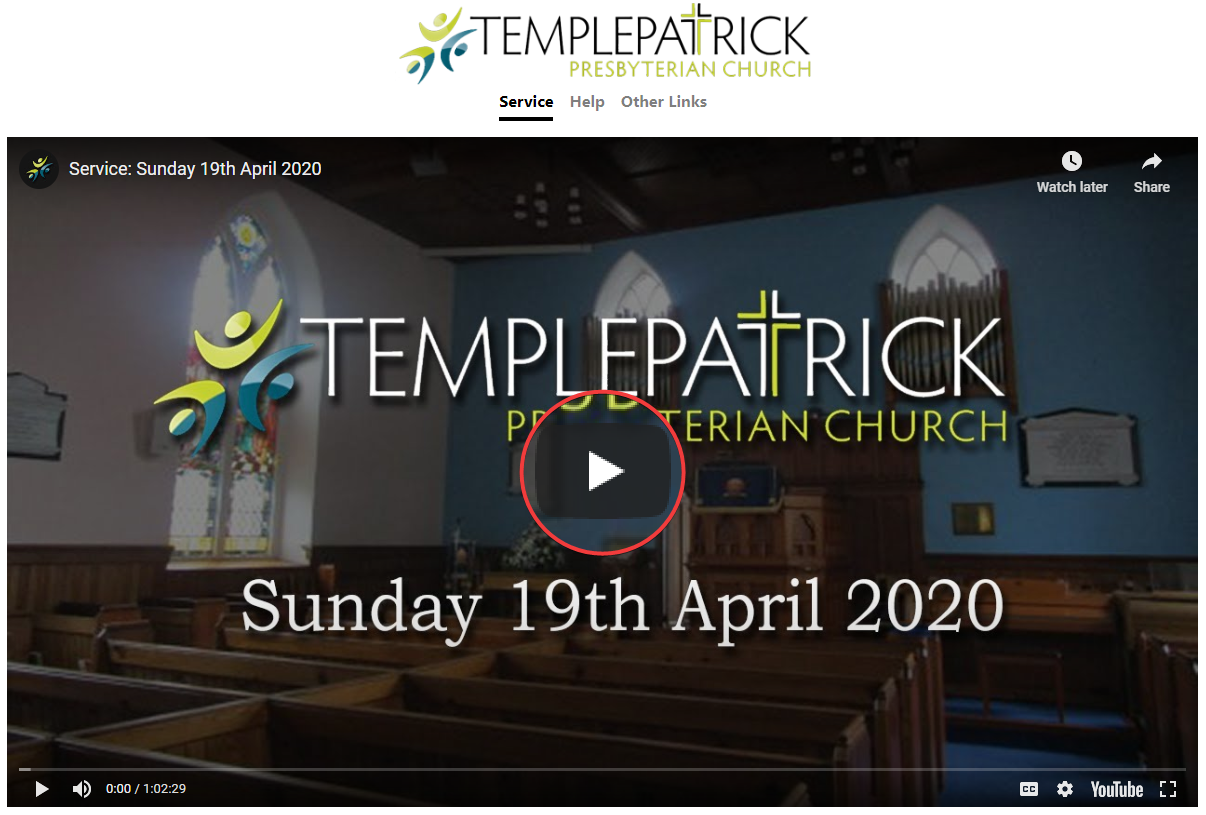 TEMPLEPATRICK
PRESBYTERIAN CHURCH
Service Help Other Links
Service: Sunday 19th April 2020
Watch later
Share
TEMPLEPATRICK
PRESBYTERIAN CHURCH
Sunday 19th April 2020
0:00 / 1:02:29
CC
YouTube